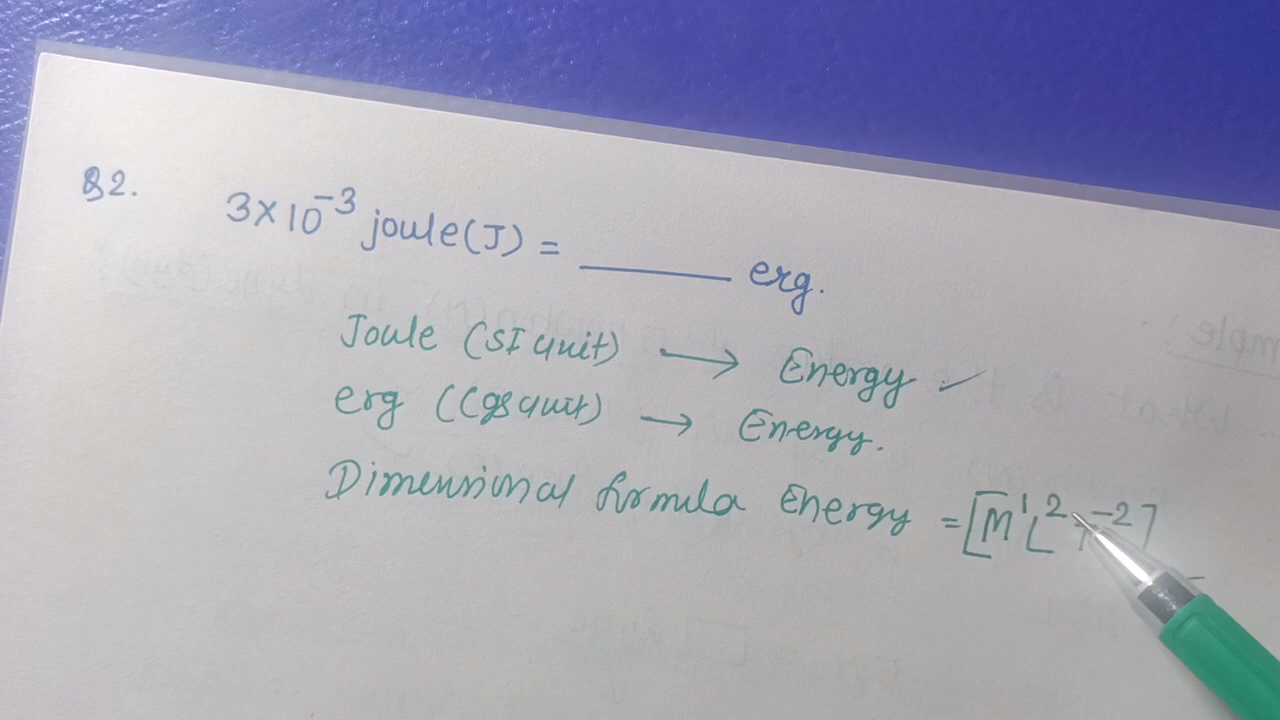 Q2. 3×10⁻³ joule(J) = ______ erg.
Joule (SI unit) → Energy ✓
erg (CGS unit) → Energy.
Dimensional formula Energy = [M¹L²T⁻²]